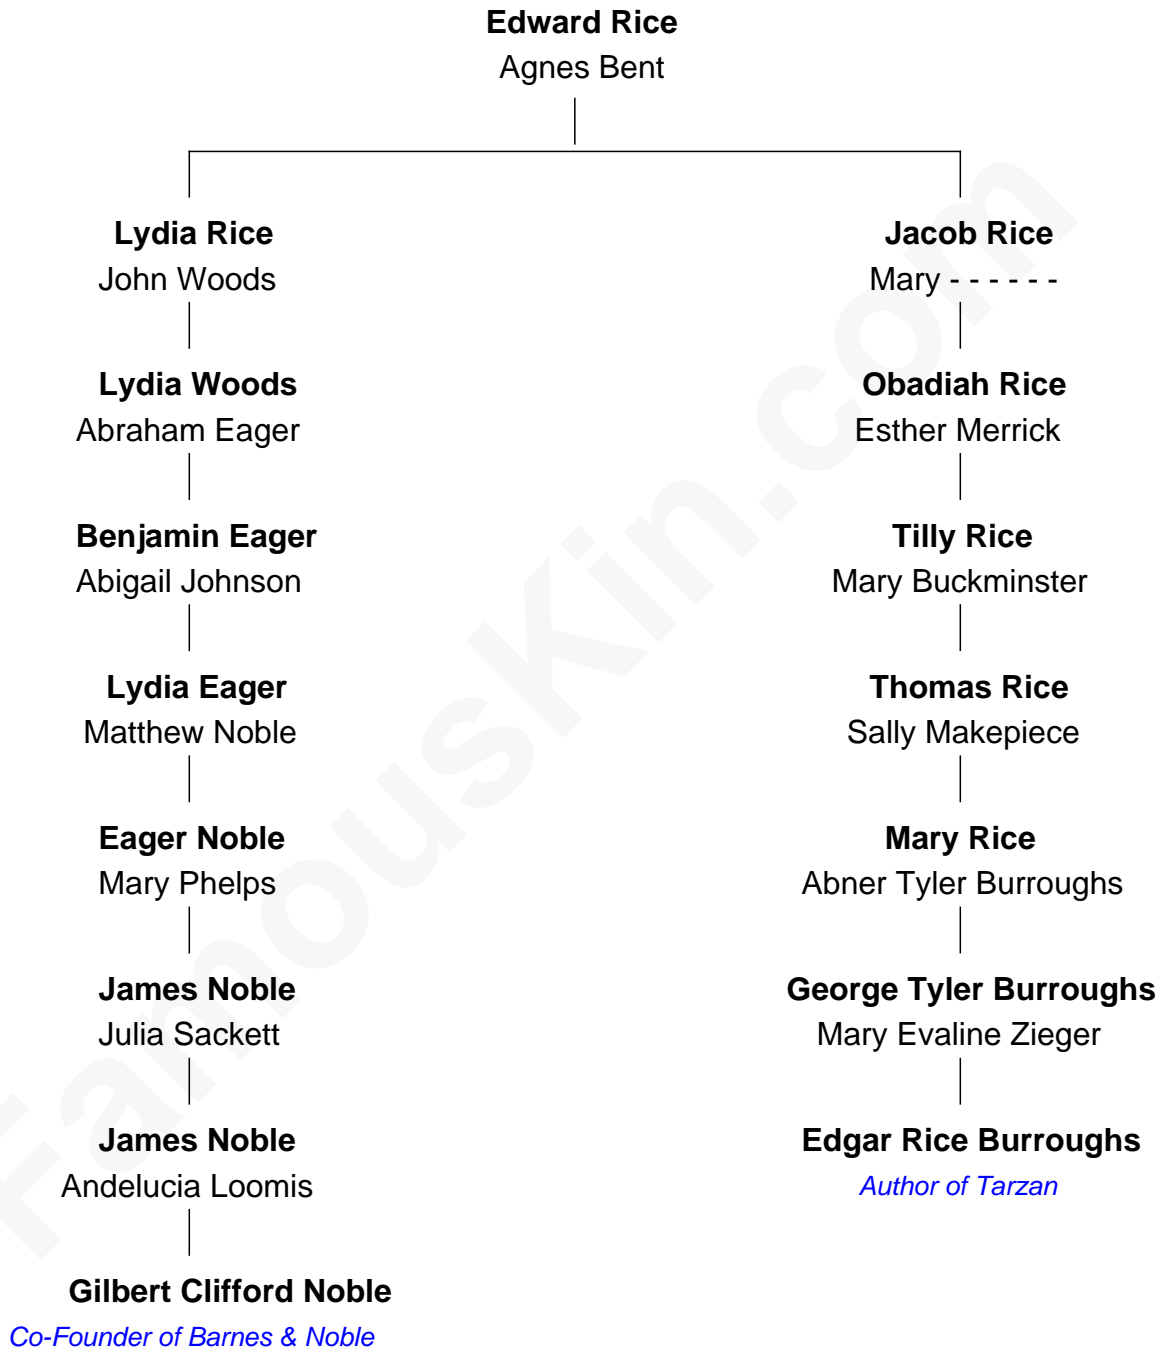 Edward Rice
Agnes Bent
Lydia Rice
John Woods
Jacob Rice
Mary - - - - - -
Lydia Woods
Abraham Eager
Obadiah Rice
Esther Merrick
Benjamin Eager
Abigail Johnson
Tilly Rice
Mary Buckminster
Lydia Eager
Matthew Noble
Thomas Rice
Sally Makepiece
Eager Noble
Mary Phelps
Mary Rice
Abner Tyler Burroughs
James Noble
Julia Sackett
George Tyler Burroughs
Mary Evaline Zieger
James Noble
Andelucia Loomis
Edgar Rice Burroughs
Author of Tarzan
Gilbert Clifford Noble
Co-Founder of Barnes & Noble
FamousKin.com